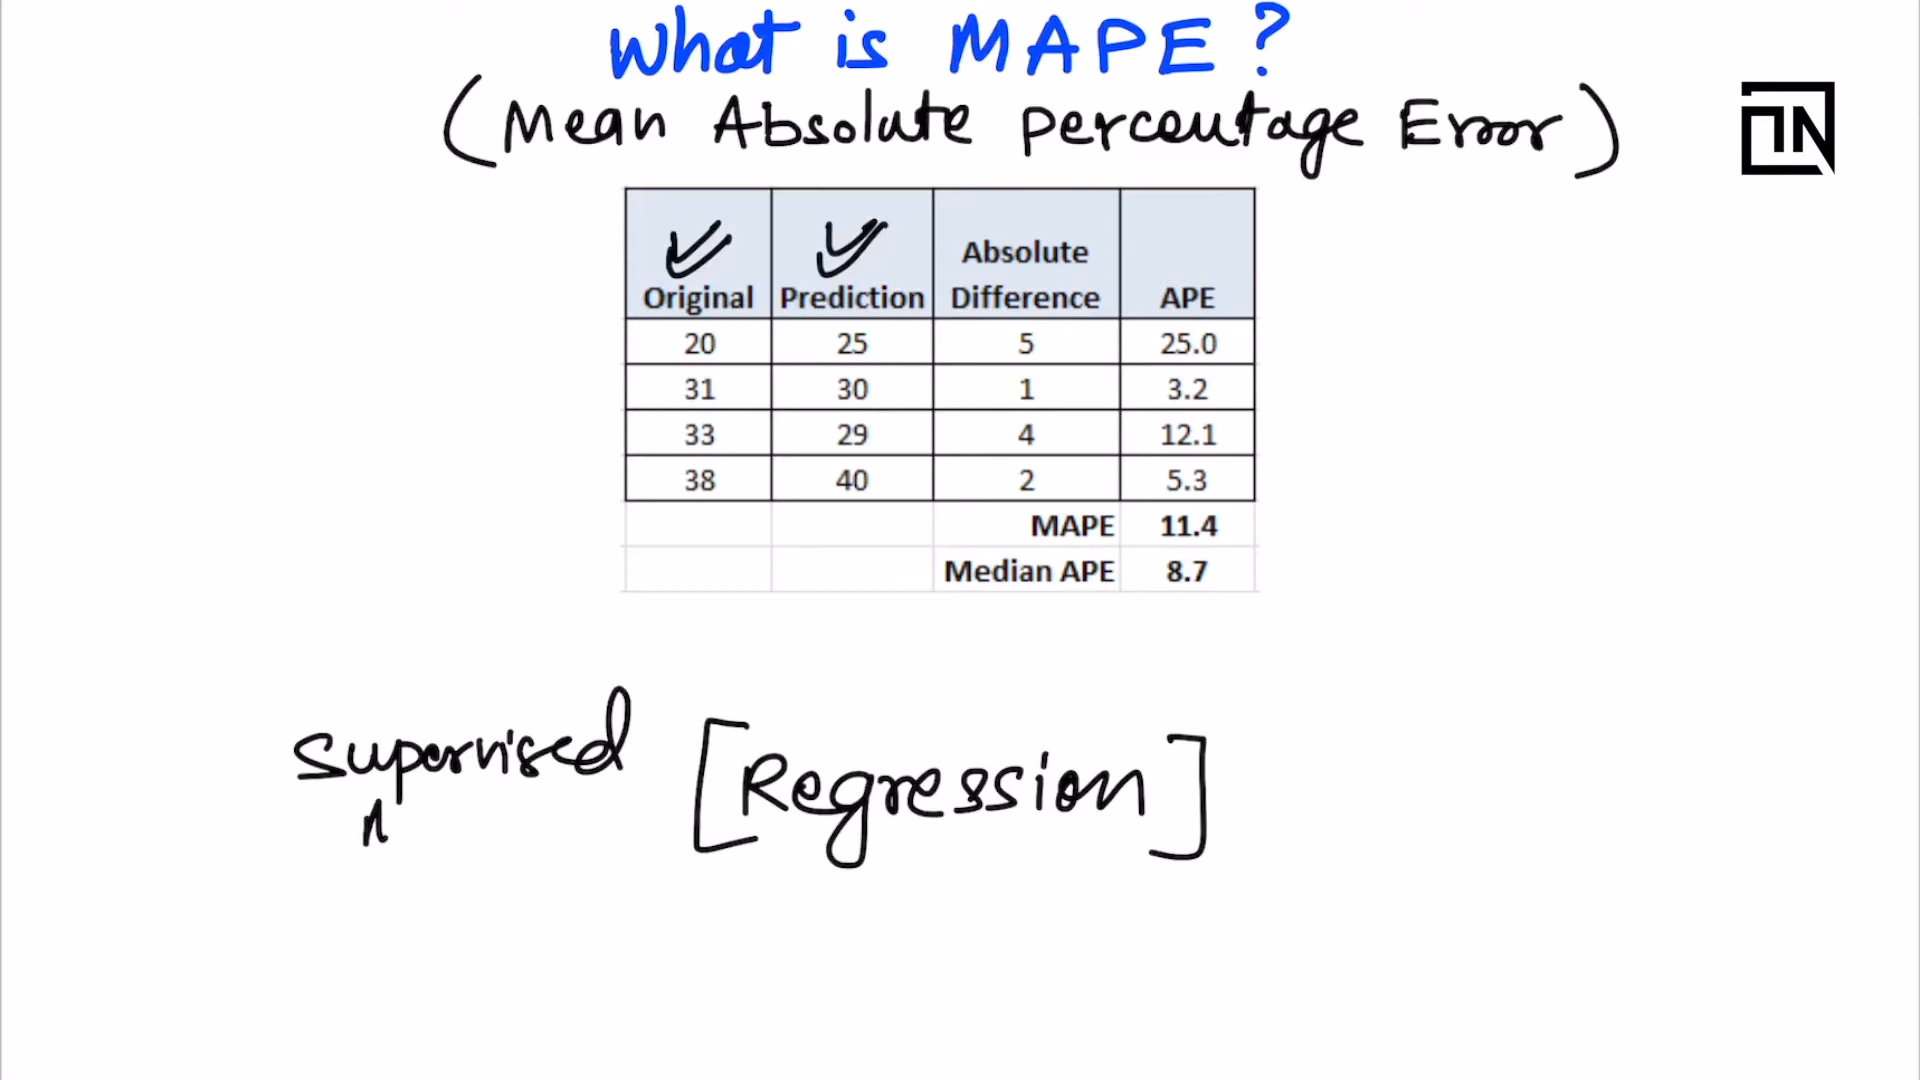 What is MAPE?
(Mean Absolute Percentage Error)
Original Prediction Absolute Difference APE
20 25 5 25.0
31 30 1 3.2
33 29 4 12.1
38 40 2 5.3
MAPE 11.4
Median APE 8.7
Supervised [Regression]